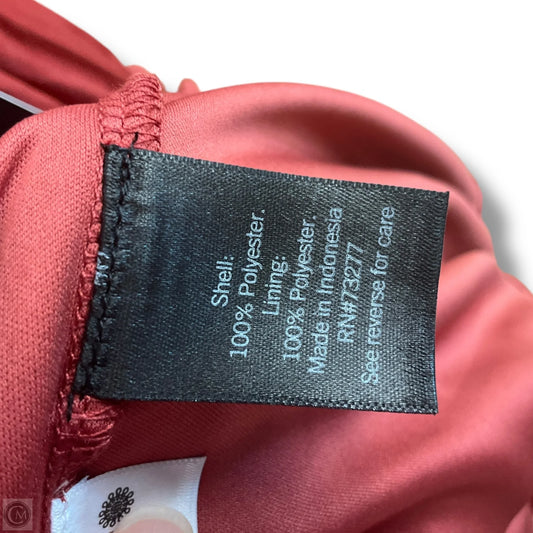 Shell:
100% Polyester.
Lining:
100% Polyester.
Made in Indonesia
RN#73277
See reverse for care